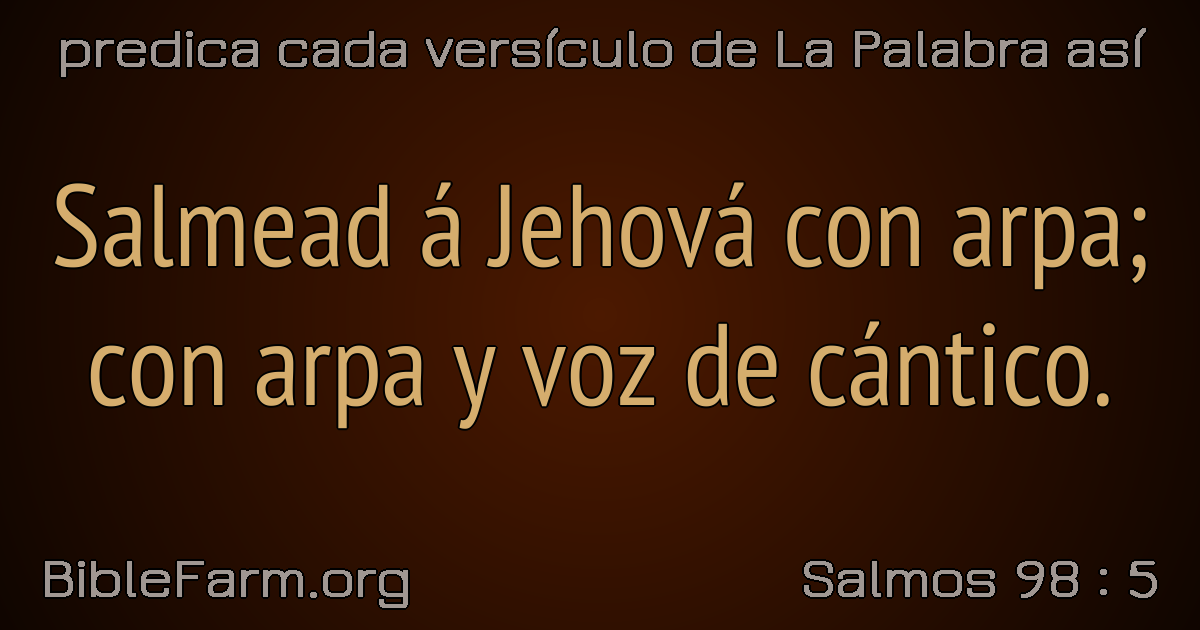 predica cada versículo de La Palabra así
Salmead á Jehová con arpa;
con arpa y voz de cántico.
BibleFarm.org
Salmos 98 : 5